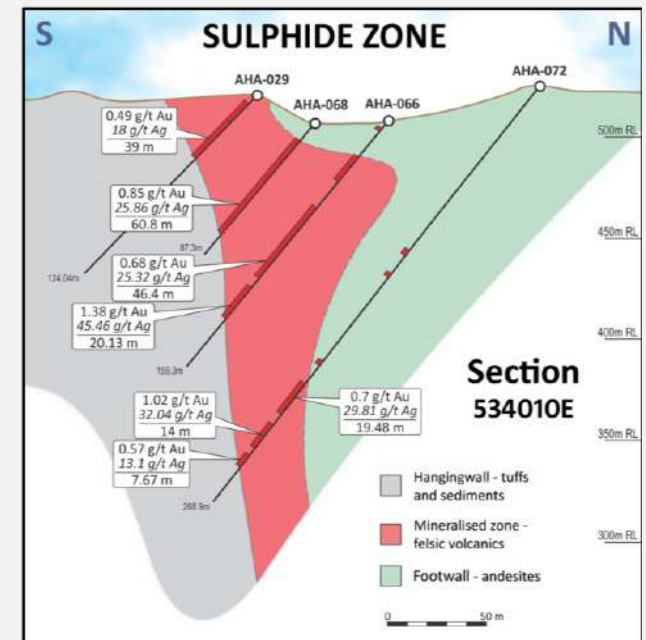 S
SULPHIDE ZONE
N
AHA-029
AHA-068
AHA-066
AHA-072
0.49 g/t Au
18 g/t Ag
39 m
0.85 g/t Au
25.86 g/t Ag
60.8 m
0.68 g/t Au
25.32 g/t Ag
46.4 m
1.38 g/t Au
45.46 g/t Ag
20.13 m
1.02 g/t Au
32.04 g/t Ag
14 m
0.57 g/t Au
13.1 g/t Ag
7.67 m
0.7 g/t Au
29.81 g/t Ag
19.48 m
124.04m
87.3m
159.3m
268.9m
500m RL
450m RL
400m RL
350m RL
300m RL
Section
534010E
Hangingwall - tuffs
and sediments
Mineralised zone -
felsic volcanics
Footwall - andesites
0 50 m